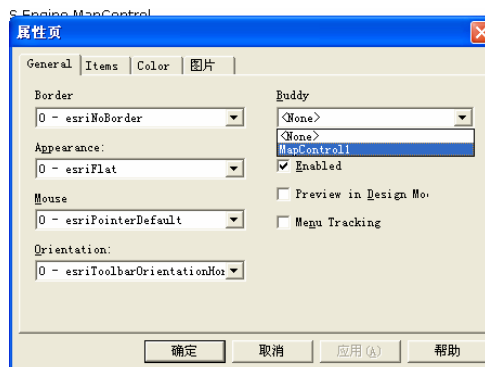 S Engine MapControl
属性页
General Items Color 图片
Border
0 - esriNoBorder
Appearance:
0 - esriFlat
Mouse
0 - esriPointerDefault
Orientation:
0 - esriToolbarOrientationHor
Buddy
<None>
<None>
MapControl1
Enabled
Preview in Design Mo
Menu Tracking
确定 取消 应用(A) 帮助